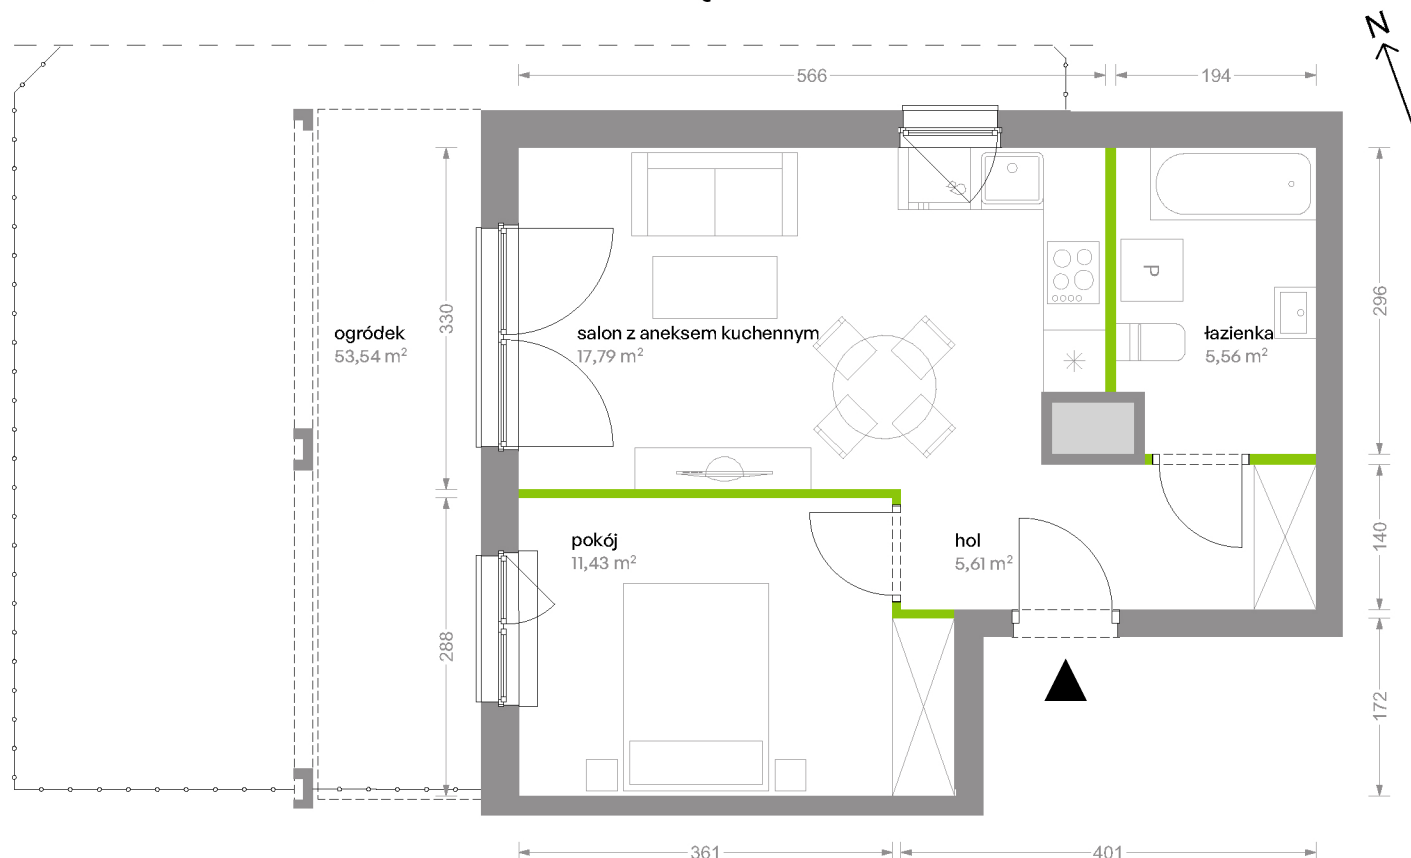 N
566
194
330
296
ogródek
53,54 m²
salon z aneksem kuchennym
17,79 m²
P
łazienka
5,56 m²
pokój
11,43 m²
hol
5,61 m²
140
288
172
361
401